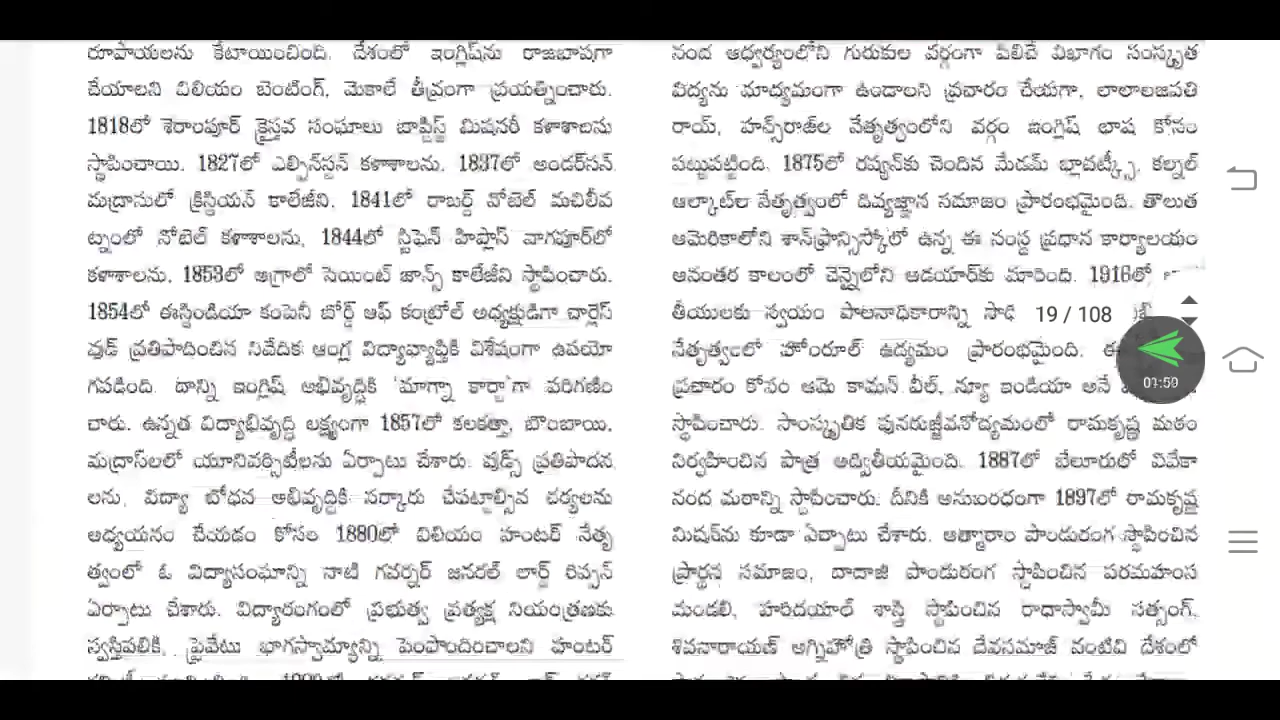 రూపాయలను కేటాయించింది. దేశంలో ఇంగ్లిష్‌ను రాజభాషగా
చేయాలని విలియం బెంటింగ్, మెకాలే తీవ్రంగా ప్రయత్నించారు.
1818లో శెరాంపూర్ క్రైస్తవ సంఘాలు బాప్టిస్ట్ మిషనరీ కళాశాలను
స్థాపించాయి. 1827లో ఎల్ఫిన్‌స్టన్ కళాశాలను. 1837లో అండర్‌సన్
మద్రాసులో క్రిస్టియన్ కాలేజీని, 1841లో రాబర్ట్ నోబెల్ మచిలీప
ట్నంలో నోబెల్ కళాశాలను, 1844లో స్టీఫెన్ హిప్లాస్ నాగపూర్‌లో
కళాశాలను, 1853లో ఆగ్రాలో సెయింట్ జాన్స్ కాలేజీని స్థాపించారు.
1854లో ఈస్టిండియా కంపెనీ బోర్డ్ ఆఫ్ కంట్రోల్ అధ్యక్షుడిగా చార్లెస్
వుడ్ ప్రతిపాదించిన నివేదిక ఆంగ్ల విద్యావ్యాప్తికి విశేషంగా ఉపయో
గపడింది. దాన్ని ఇంగ్లిష్ అభివృద్ధికి 'మాగ్నా కార్టా'గా పరిగణిం
చారు. ఉన్నత విద్యాభివృద్ధి లక్ష్యంగా 1857లో కలకత్తా, బొంబాయి,
మద్రాస్‌లలో యూనివర్సిటీలను ఏర్పాటు చేశారు. వుడ్స్ ప్రతిపాదన
లను, విద్యా బోధన అభివృద్ధికి సర్కారు చేపట్టాల్సిన చర్యలను
అధ్యయనం చేయడం కోసం 1880లో విలియం హంటర్ నేతృ
త్వంలో ఓ విద్యాసంఘాన్ని నాటి గవర్నర్ జనరల్ లార్డ్ రిప్పన్
ఏర్పాటు చేశారు. విద్యారంగంలో ప్రభుత్వ ప్రత్యక్ష నియంత్రణకు
స్వస్తిపలికి, ప్రైవేటు భాగస్వామ్యాన్ని పెంపొందించాలని హంటర్
నంద ఆధ్వర్యంలోని గురువుల వర్గంగా పిలిచే విభాగం సంస్కృత
విద్యను మాధ్యమంగా ఉండాలని ప్రచారం చేయగా, లాలాలజపతి
రాయ్, హన్స్‌రాజ్‌ల నేతృత్వంలోని వర్గం ఇంగ్లిష్ భాష కోసం
పట్టుపట్టింది. 1875లో రష్యన్‌కు చెందిన మేడమ్ బ్లావట్స్కీ, కల్నల్
ఆల్కాట్‌ల నేతృత్వంలో దివ్యజ్ఞాన సమాజం ప్రారంభమైంది. తొలుత
అమెరికాలోని శాన్‌ఫ్రాన్సిస్కోలో ఉన్న ఈ సంస్థ ప్రధాన కార్యాలయం
అనంతర కాలంలో చెన్నైలోని ఆడయార్‌కు మారింది. 1916లో,
తీయులకు స్వయం పాలనాధికారాన్ని 19 / 108
నేతృత్వంలో హోంరూల్ ఉద్యమం ప్రారంభమైంది.
ప్రచారం కోసం ఆమె కామన్ వీల్, న్యూ ఇండియా అనే
01:50
స్థాపించారు. సాంస్కృతిక పునరుజ్జీవనోద్యమంలో రామకృష్ణ మఠం
నిర్వహించిన పాత్ర అద్వితీయమైంది. 1887లో బేలూరులో వివేకా
నంద మఠాన్ని స్థాపించారు. దీనికి అనుబంధంగా 1897లో రామకృష్ణ
మిషన్‌ను కూడా ఏర్పాటు చేశారు. ఆత్మారాం పాండురంగ స్థాపించిన
ప్రార్థన సమాజం, దాదాజీ పాండురంగ స్థాపించిన పరమహంస
మండలి, హరిదయాళ్ శాస్త్రి స్థాపించిన రాధాస్వామీ సత్సంగ్,
శివనారాయణ్ అగ్నిహోత్రి స్థాపించిన దేవసమాజ్ వంటివి దేశంలో